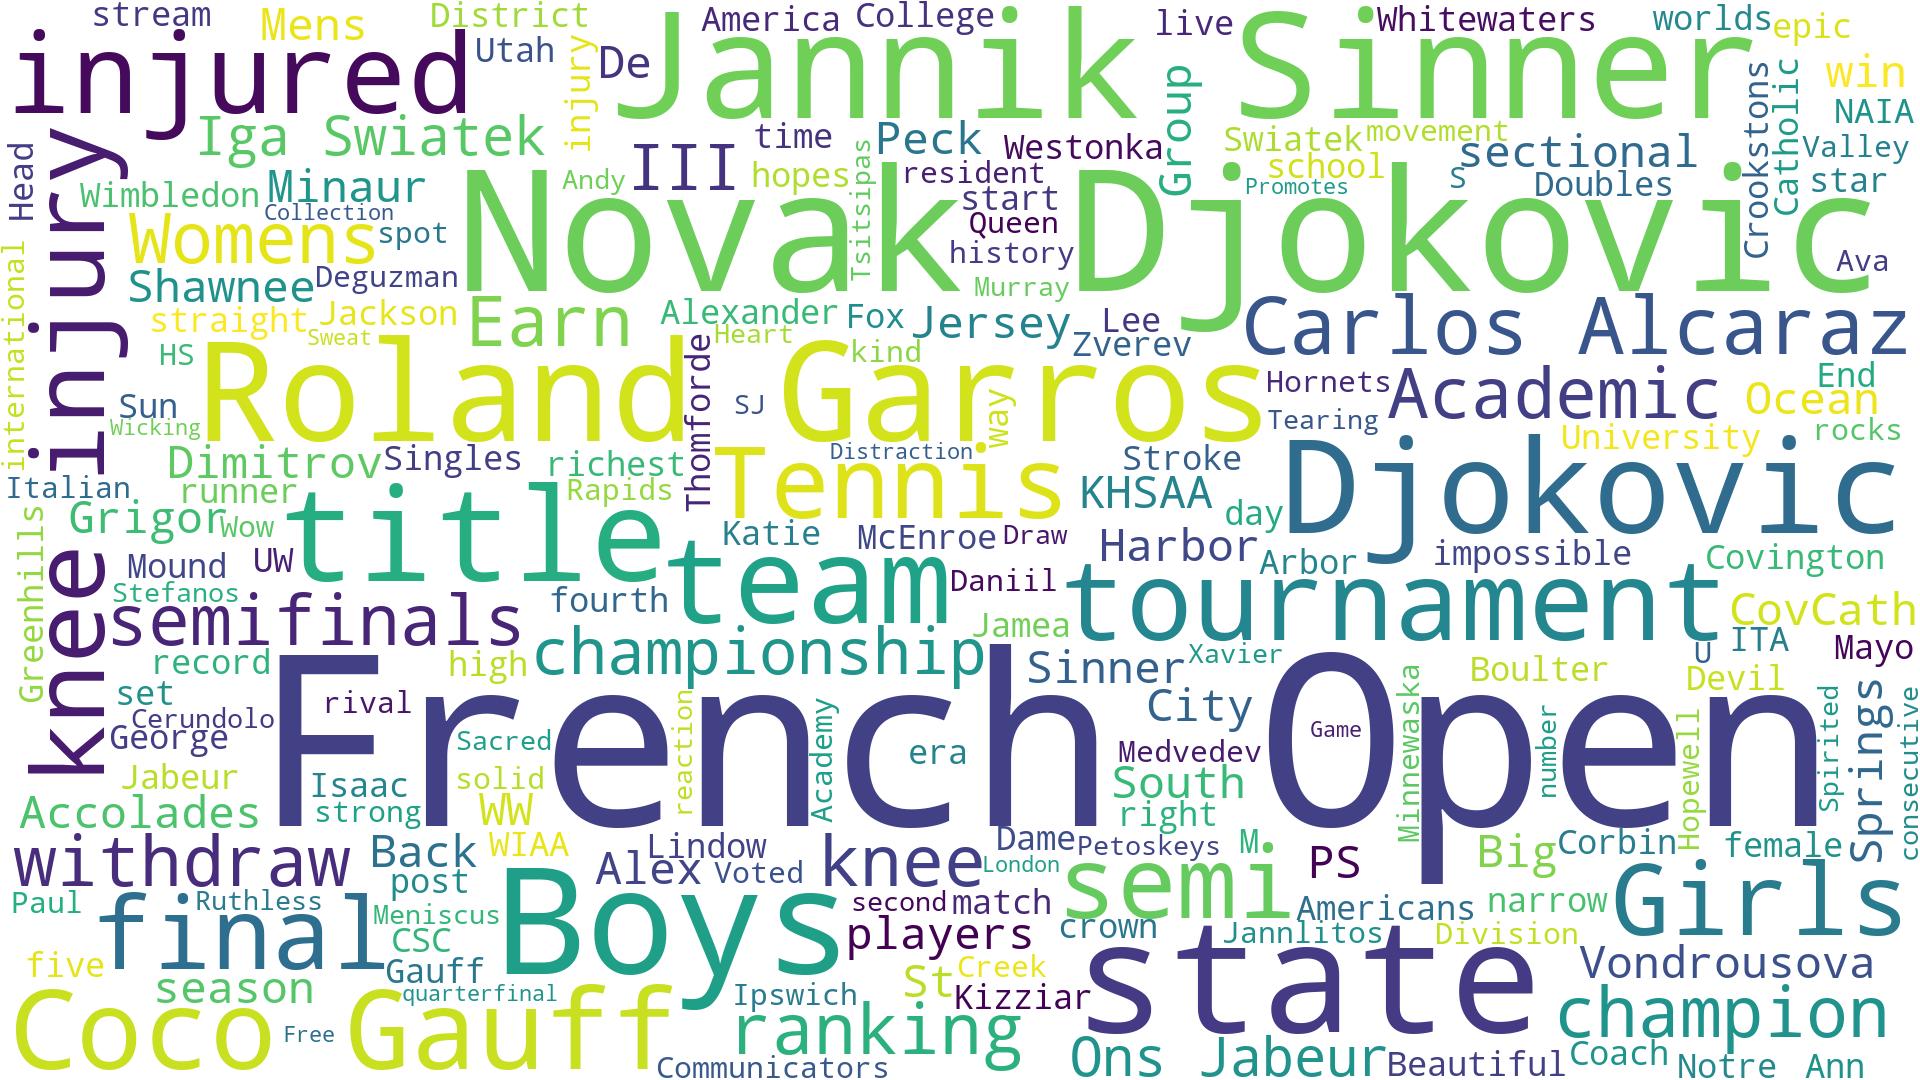 stream
Mens
District
America
College
live
Whitewaters
worlds
epic
injured
Utah
injury
De
Jannik Sinner
Group
Crookstons
Catholic
win
NAIA
Iga Swiatek
time
Peck
Westonka
Swiatek
movement
sectional
Valley
Head
injury
III
hopes
Tsitsipas
resident
school
Wimbledon
Minaur
Andy
start
Promotes
S
Doubles
star
Womens
Collection
spot
Novak Djokovic
Queen
history
Ava
international
Shawnee
Deguzman
Murray
straight
Jackson
Earn
Alexander
Fox
Jersey
Lee
Carlos Alcaraz
Sweat
Heart
Zverev
HS
Roland Garros
Thomforde
kind
Hornets
Academic
End
Sun
Wicking
SJ
way
Tearing
Ocean
University
rocks
Dimitrov
Singles
richest
Tennis
Distraction
Stroke
Djokovic
Italian
runner
Rapids
KHSAA
Greenhills
Grigor
Wow
title
Katie
McEnroe
Draw
day
knee
Mound
UW
team
Harbor
Arbor
impossible
Covington
Stefanos
fourth
Daniil
tournament
CovCath
semifinals
championship
Jamea
ITA
Mayo
record
high
Sinner
Xavier
U
Boulter
Devil
set
rival
French Open
City
Minnewaska
Springs
Cerundolo
George
Sacred
reaction
Academy
era
Medvedev
Game
number
Hopewell
Spirited
consecutive
Jabeur
Isaac
solid
South
Accolades
strong
WW
right
withdraw
Back
WIAA
Lindow
Dame
Petoskeys
M
Big
Corbin
female
post
Alex
Voted
knee
London
semi
PS
Girls
Paul
Ruthless
final
Meniscus
Boys
second
match
Americans
narrow
CSC
players
crown
Jannlitos
Division
five
Gauff
season
quarterfinal
St
Creek
state
Vondrousova
Coco Gauff
Free
Ipswich
Kizziar
champion
ranking
Communicators
Ons Jabeur
Beautiful
Coach
Notre
Ann